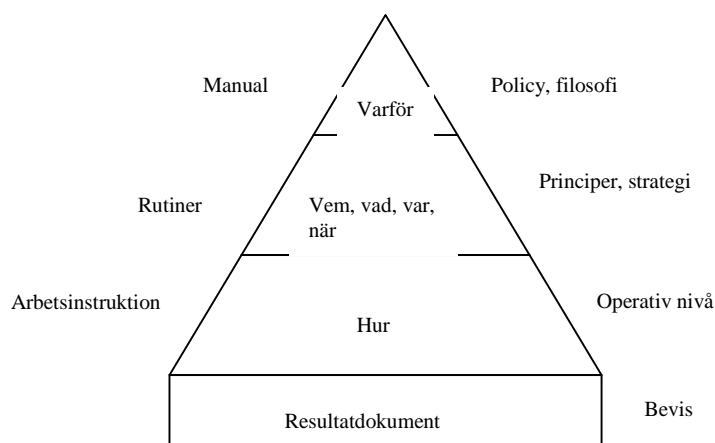 Manual
Policy, filosofi
Varför
Principer, strategi
Rutiner
Vem, vad, var,
när
Arbetsinstruktion
Operativ nivå
Hur
Bevis
Resultatdokument